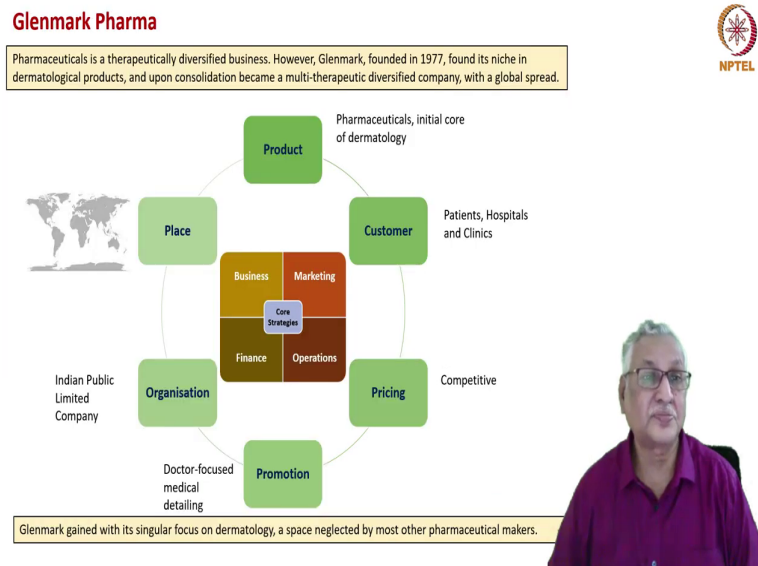 Glenmark Pharma
NPTEL
Pharmaceuticals is a therapeutically diversified business. However, Glenmark, founded in 1977, found its niche in
dermatological products, and upon consolidation became a multi-therapeutic diversified company, with a global spread.
Product
Pharmaceuticals, initial core
of dermatology
Place
Customer
Patients, Hospitals
and Clinics
Business
Marketing
Core
Strategies
Finance
Operations
Indian Public
Limited
Company
Organisation
Pricing
Competitive
Doctor-focused
medical
detailing
Promotion
Glenmark gained with its singular focus on dermatology, a space neglected by most other pharmaceutical makers.